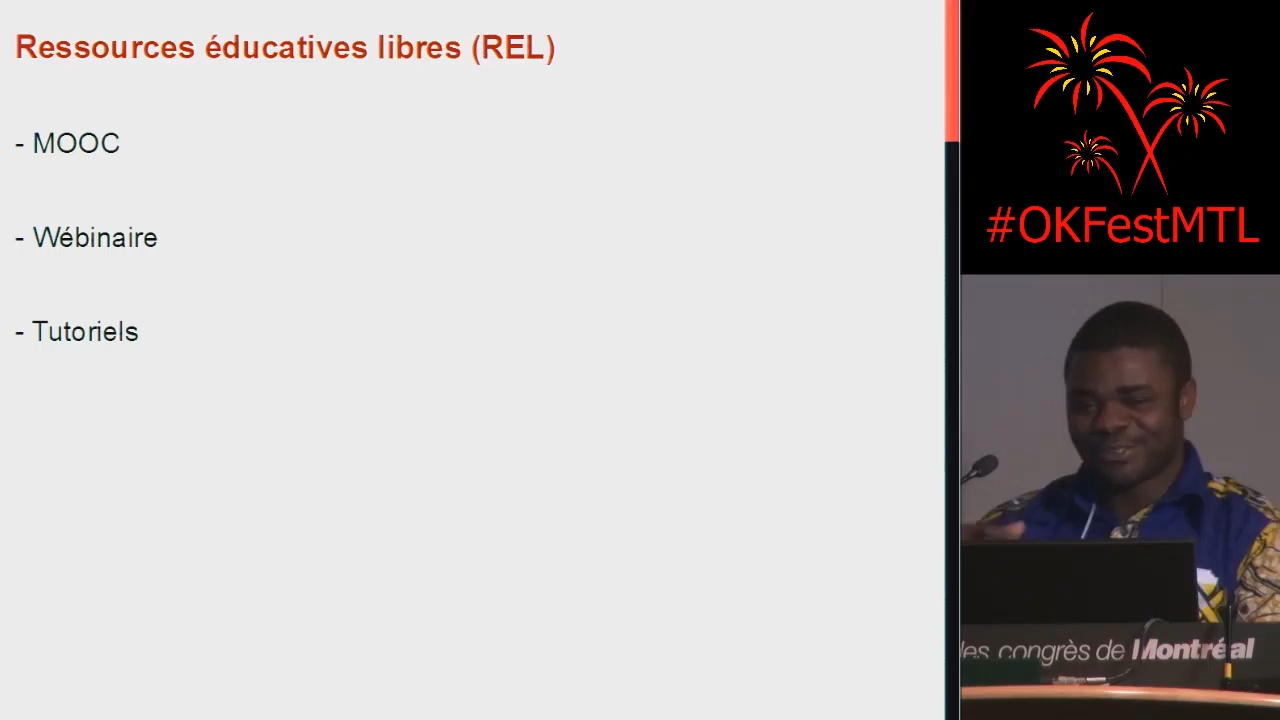 Ressources éducatives libres (REL)
- MOOC
- Wébinaire
- Tutoriels
#OKFestMTL
des congrès de Montréal